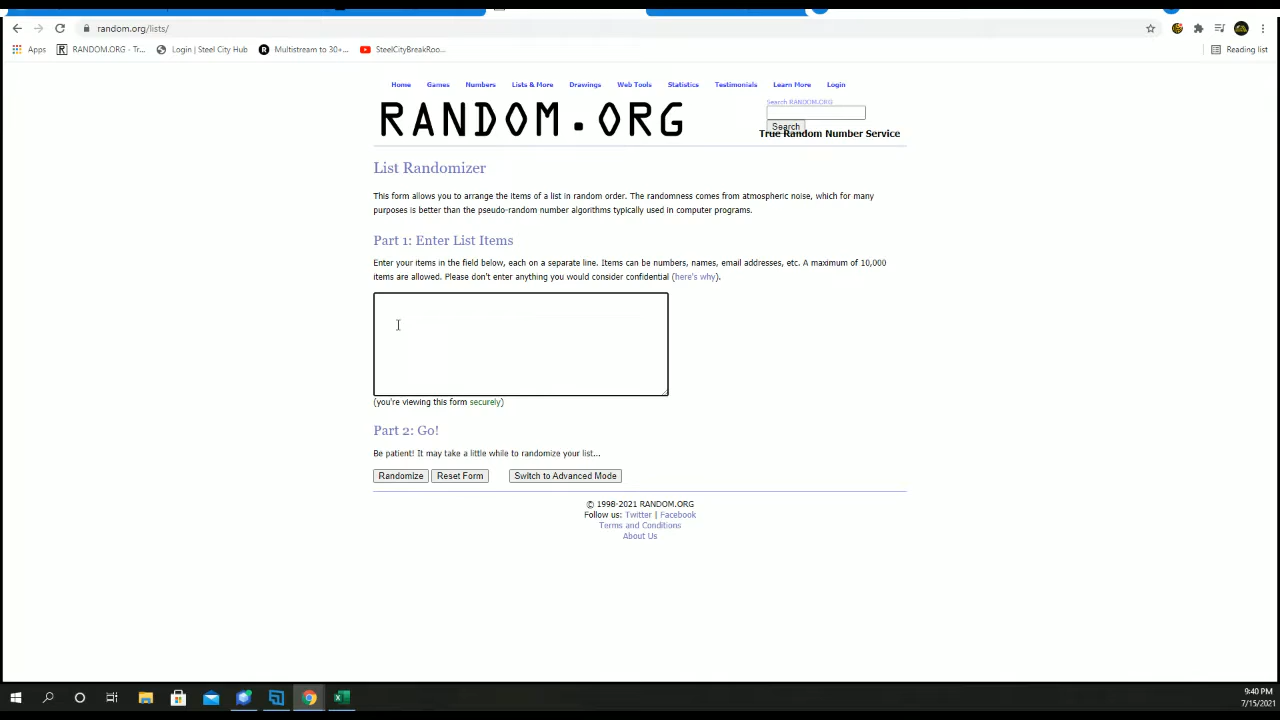 random.org/lists/
Apps
RANDOM.ORG - Tr...
Login | Steel City Hub
Multistream to 30+...
SteelCityBreakRoo...
Reading list
Home
Games
Numbers
Lists & More
Drawings
Web Tools
Statistics
Testimonials
Learn More
Login
RANDOM.ORG
Search RANDOM.ORG
Search
True Random Number Service
List Randomizer
This form allows you to arrange the items of a list in random order. The randomness comes from atmospheric noise, which for many
purposes is better than the pseudo-random number algorithms typically used in computer programs.
Part 1: Enter List Items
Enter your items in the field below, each on a separate line. Items can be numbers, names, email addresses, etc. A maximum of 10,000
items are allowed. Please don't enter anything you would consider confidential (here's why).
(you're viewing this form securely)
Part 2: Go!
Be patient! It may take a little while to randomize your list...
Randomize
Reset Form
Switch to Advanced Mode
© 1998-2021 RANDOM.ORG
Follow us: Twitter | Facebook
Terms and Conditions
About Us
9:40 PM
7/15/2021